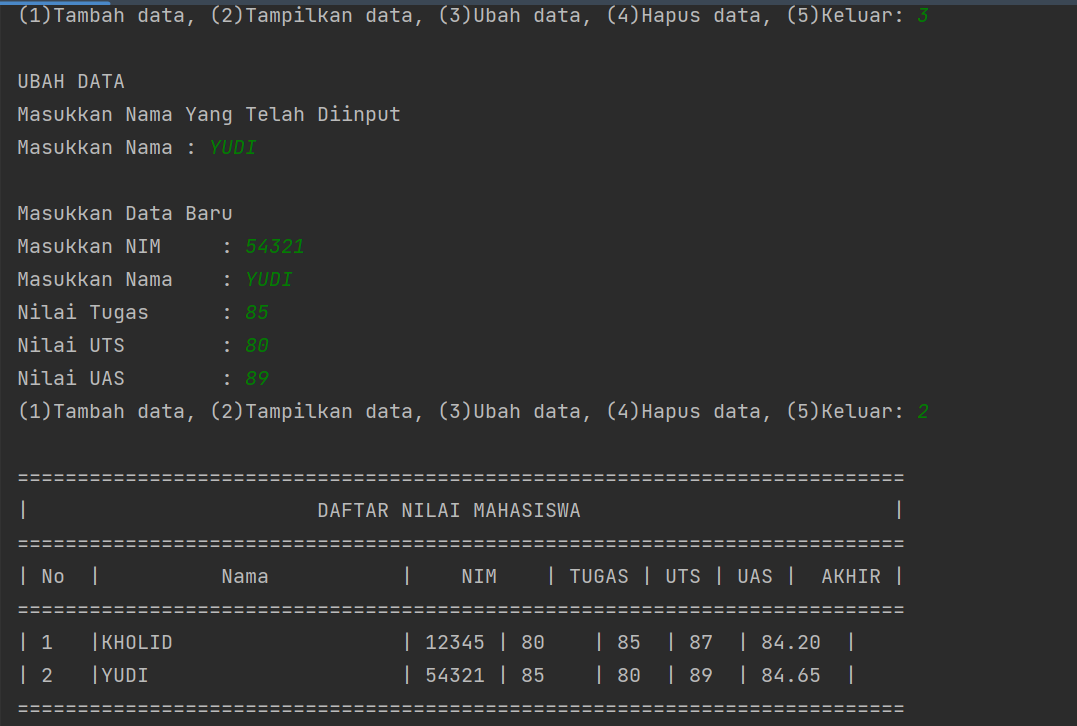 (1)Tambah data, (2)Tampilkan data, (3)Ubah data, (4)Hapus data, (5)Keluar: 3
UBAH DATA
Masukkan Nama Yang Telah Diinput
Masukkan Nama : YUDI
Masukkan Data Baru
Masukkan NIM     : 54321
Masukkan Nama    : YUDI
Nilai Tugas      : 85
Nilai UTS        : 80
Nilai UAS        : 89
(1)Tambah data, (2)Tampilkan data, (3)Ubah data, (4)Hapus data, (5)Keluar: 2
==========================================================================
|                        DAFTAR NILAI MAHASISWA                          |
==========================================================================
| No  |          Nama           |    NIM    | TUGAS | UTS | UAS |  AKHIR |
==========================================================================
| 1   |KHOLID                   | 12345 | 80    | 85  | 87  | 84.20  |
| 2   |YUDI                     | 54321 | 85    | 80  | 89  | 84.65  |
==========================================================================